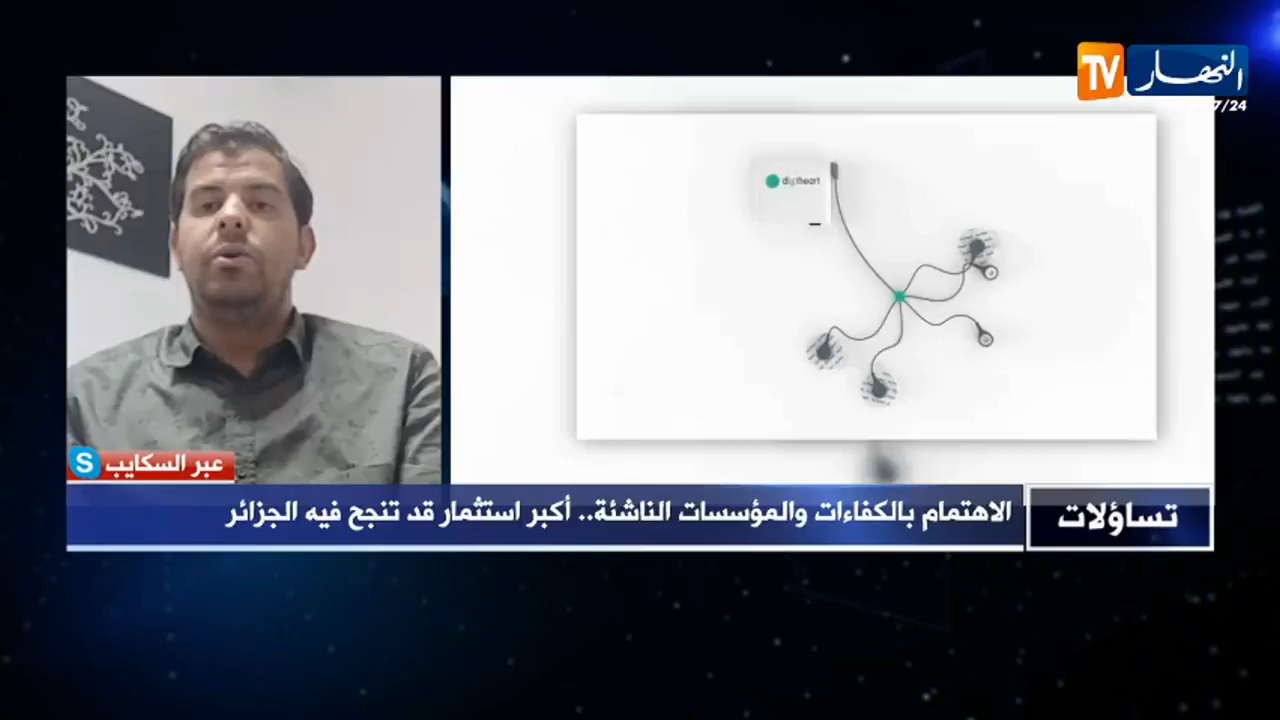 النهار TV
7/24
digiheart
S عبر السكايب
تساؤلات
الاهتمام بالكفاءات والمؤسسات الناشئة.. أكبر استثمار قد تنجح فيه الجزائر